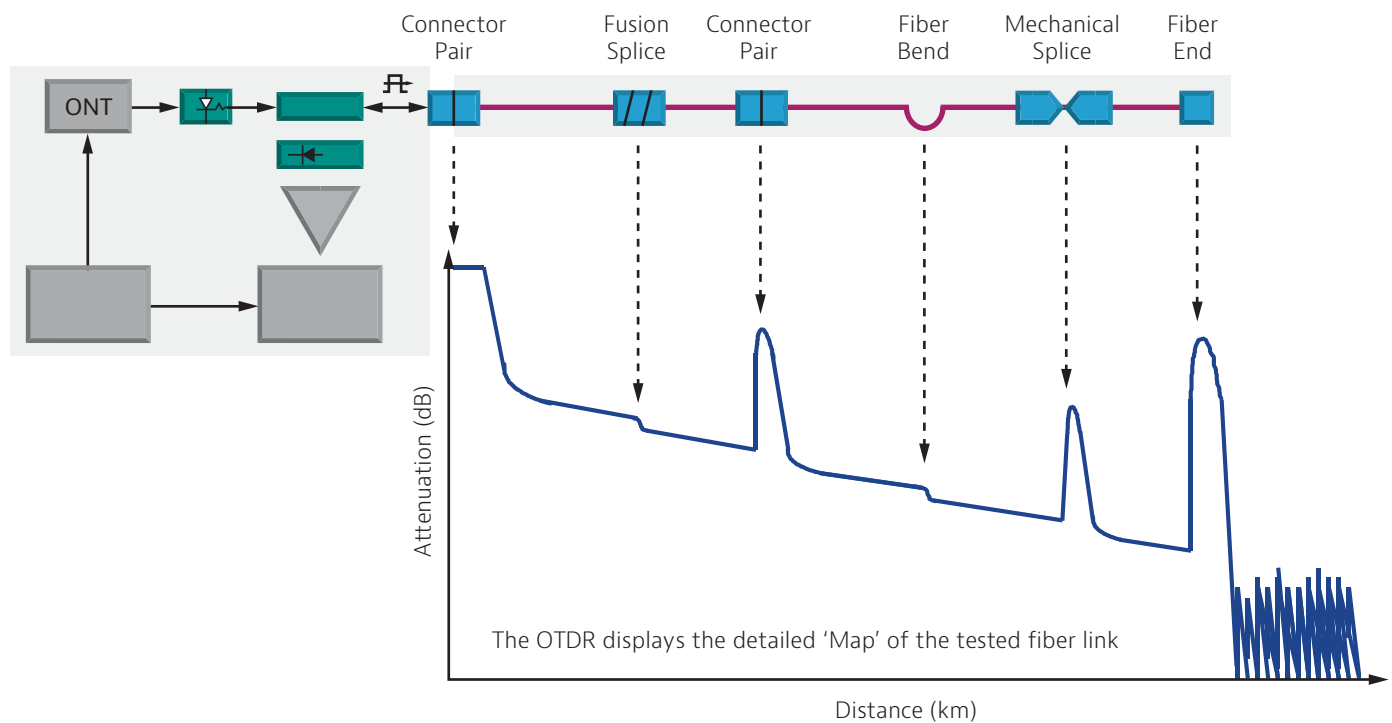 Connector
Pair
Fusion
Splice
Connector
Pair
Fiber
Bend
Mechanical
Splice
Fiber
End
ONT
Attenuation (dB)
The OTDR displays the detailed ‘Map’ of the tested fiber link
Distance (km)